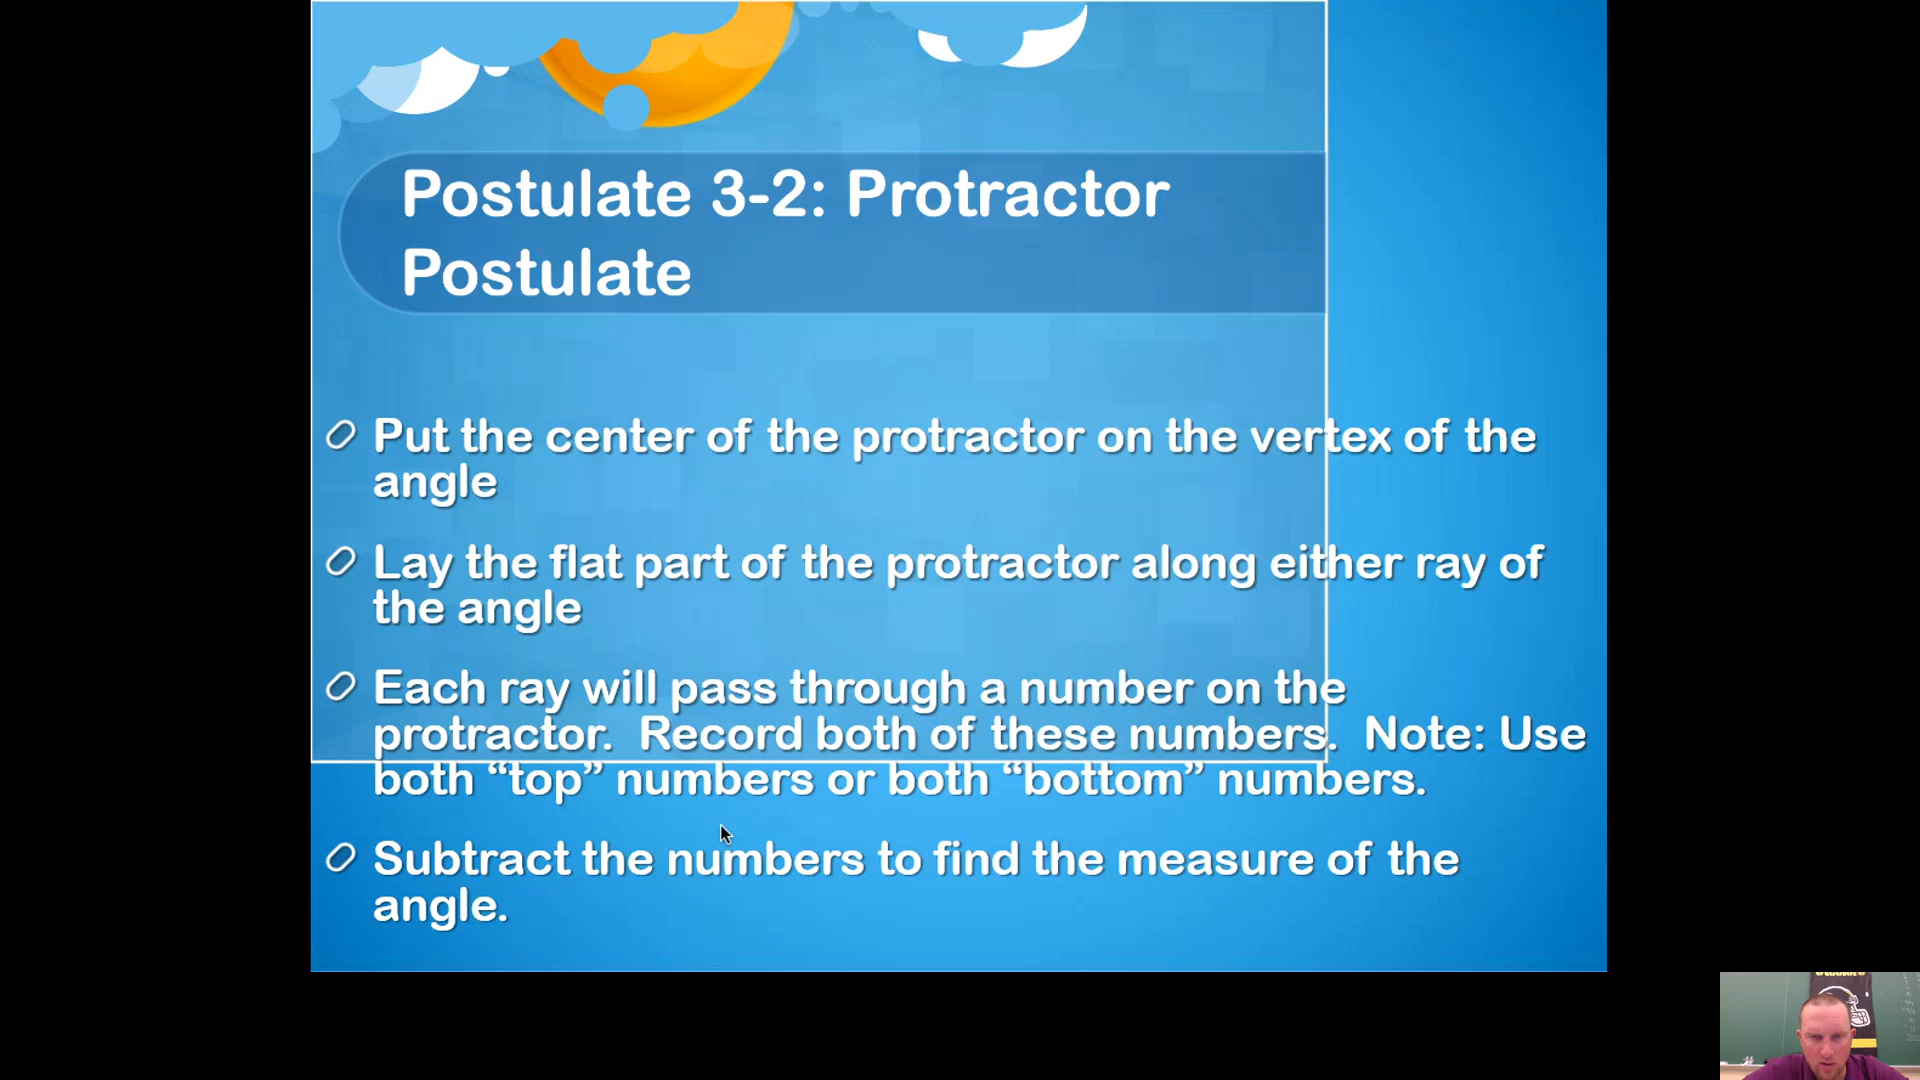 Postulate 3-2: Protractor
Postulate
Put the center of the protractor on the vertex of the
angle
Lay the flat part of the protractor along either ray of
the angle
Each ray will pass through a number on the
protractor.  Record both of these numbers.  Note: Use
both “top” numbers or both “bottom” numbers.
Subtract the numbers to find the measure of the
angle.